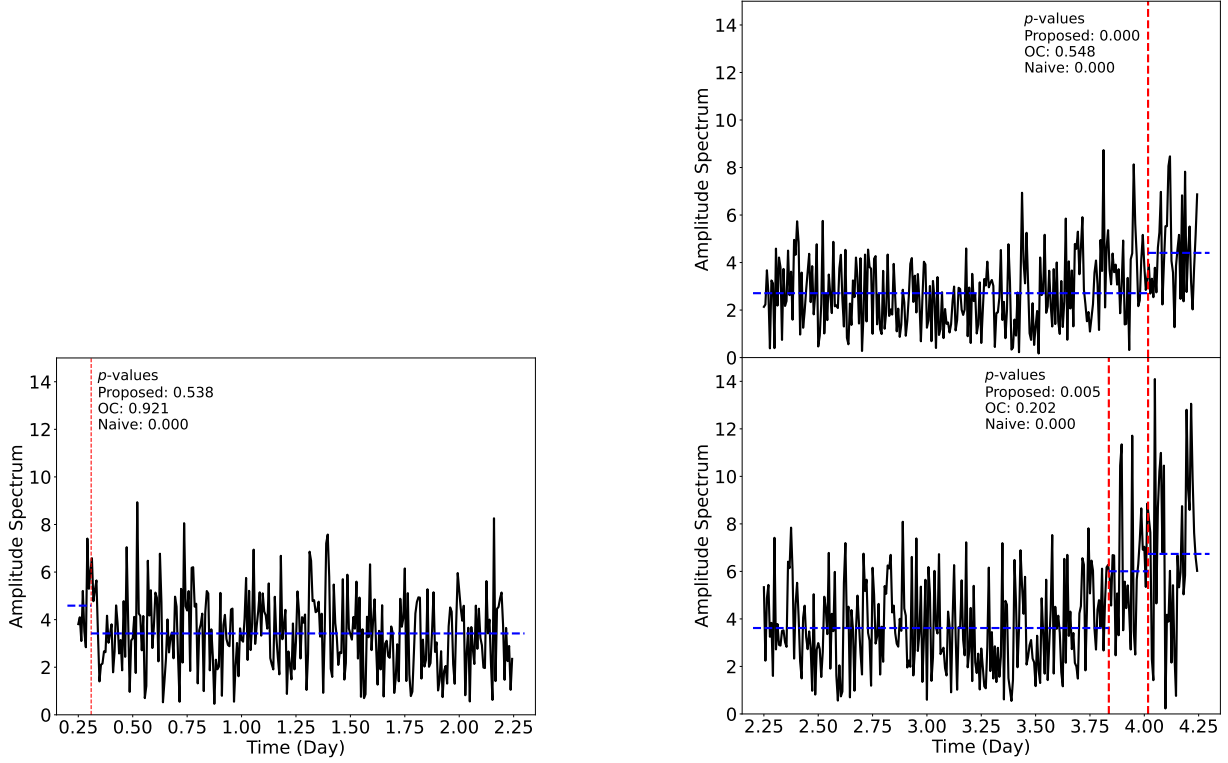 14
12
10
8
6
4
2
0
Amplitude Spectrum
p-values
Proposed: 0.000
OC: 0.548
Naive: 0.000
14
12
10
8
6
4
2
0
Amplitude Spectrum
p-values
Proposed: 0.538
OC: 0.921
Naive: 0.000
0.25 0.50 0.75 1.00 1.25 1.50 1.75 2.00 2.25
Time (Day)
14
12
10
8
6
4
2
0
Amplitude Spectrum
p-values
Proposed: 0.005
OC: 0.202
Naive: 0.000
2.25 2.50 2.75 3.00 3.25 3.50 3.75 4.00 4.25
Time (Day)